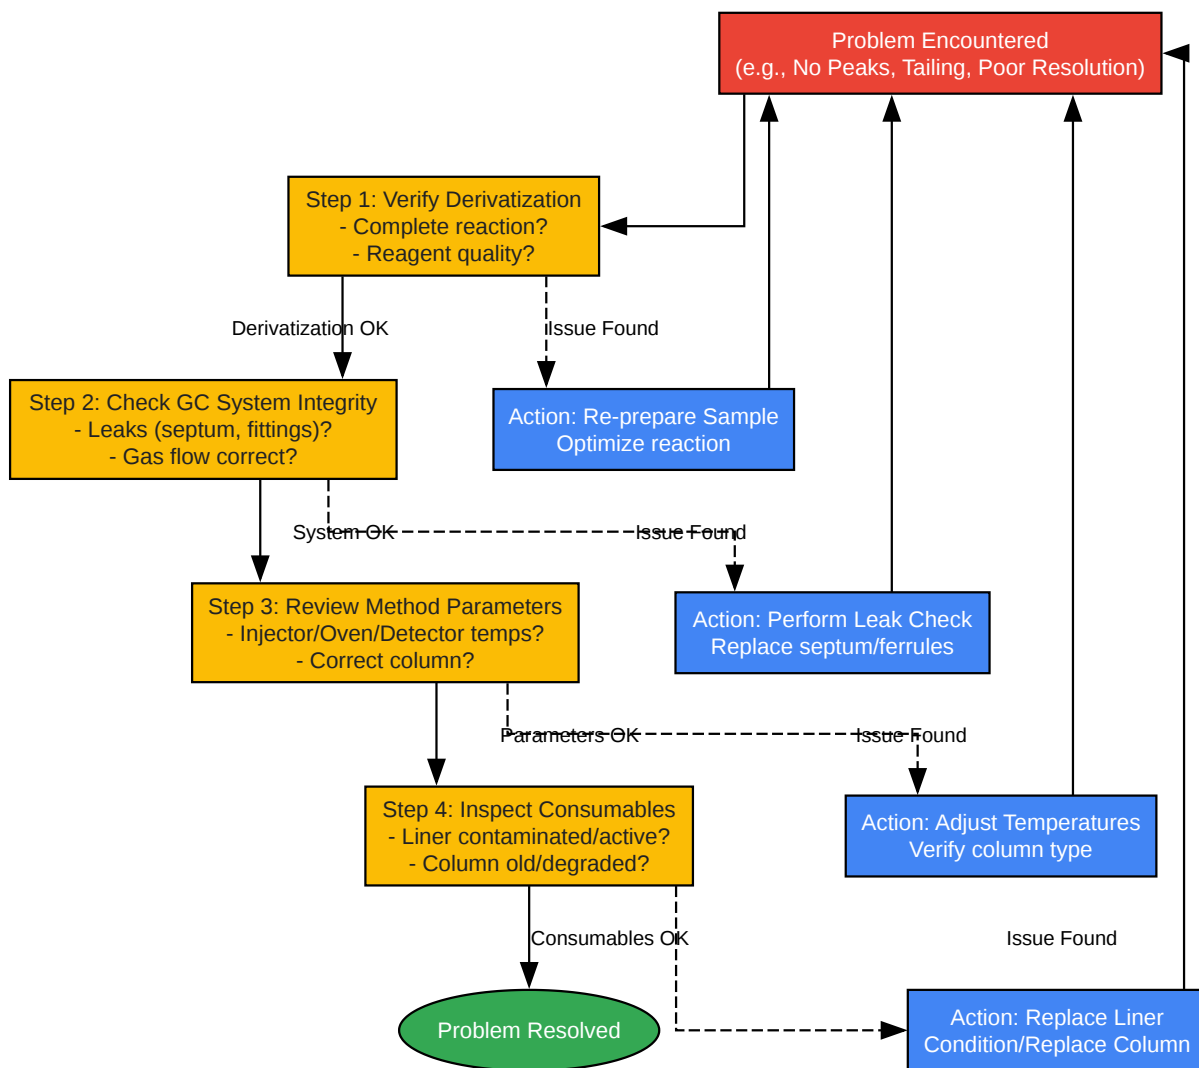 Problem Encountered
(e.g., No Peaks, Tailing, Poor Resolution)
Step 1: Verify Derivatization
- Complete reaction?
- Reagent quality?
Derivatization OK
Issue Found
Step 2: Check GC System Integrity
- Leaks (septum, fittings)?
- Gas flow correct?
Action: Re-prepare Sample
Optimize reaction
System OK
Issue Found
Step 3: Review Method Parameters
- Injector/Oven/Detector temps?
- Correct column?
Action: Perform Leak Check
Replace septum/ferrules
Parameters OK
Issue Found
Step 4: Inspect Consumables
- Liner contaminated/active?
- Column old/degraded?
Action: Adjust Temperatures
Verify column type
Consumables OK
Issue Found
Problem Resolved
Action: Replace Liner
Condition/Replace Column